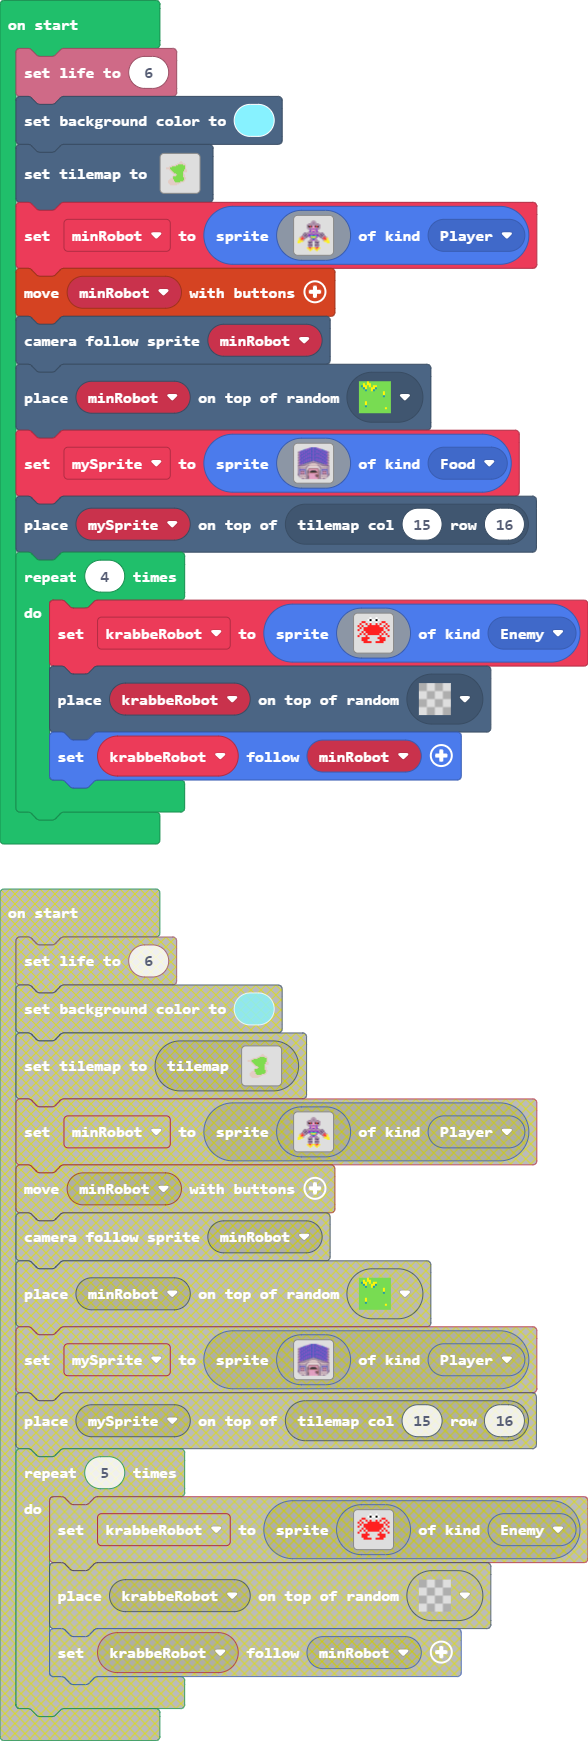 on start
set life to 6
set background color to
set tilemap to
set minRobot to sprite of kind Player
move minRobot with buttons
camera follow sprite minRobot
place minRobot on top of random
set mySprite to sprite of kind Food
place mySprite on top of tilemap col 15 row 16
repeat 4 times
do
set krabbeRobot to sprite of kind Enemy
place krabbeRobot on top of random
set krabbeRobot follow minRobot
on start
set life to 6
set background color to
set tilemap to tilemap
set minRobot to sprite of kind Player
move minRobot with buttons
camera follow sprite minRobot
place minRobot on top of random
set mySprite to sprite of kind Player
place mySprite on top of tilemap col 15 row 16
repeat 5 times
do
set krabbeRobot to sprite of kind Enemy
place krabbeRobot on top of random
set krabbeRobot follow minRobot